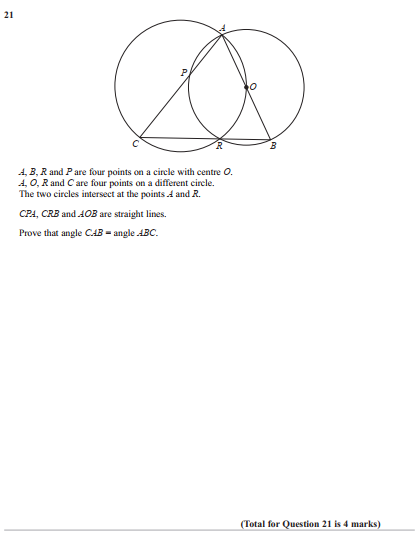 21
A
P
O
C
R
B
A, B, R and P are four points on a circle with centre O.
A, O, R and C are four points on a different circle.
The two circles intersect at the points A and R.
CPA, CRB and AOB are straight lines.
Prove that angle CAB = angle ABC.
(Total for Question 21 is 4 marks)